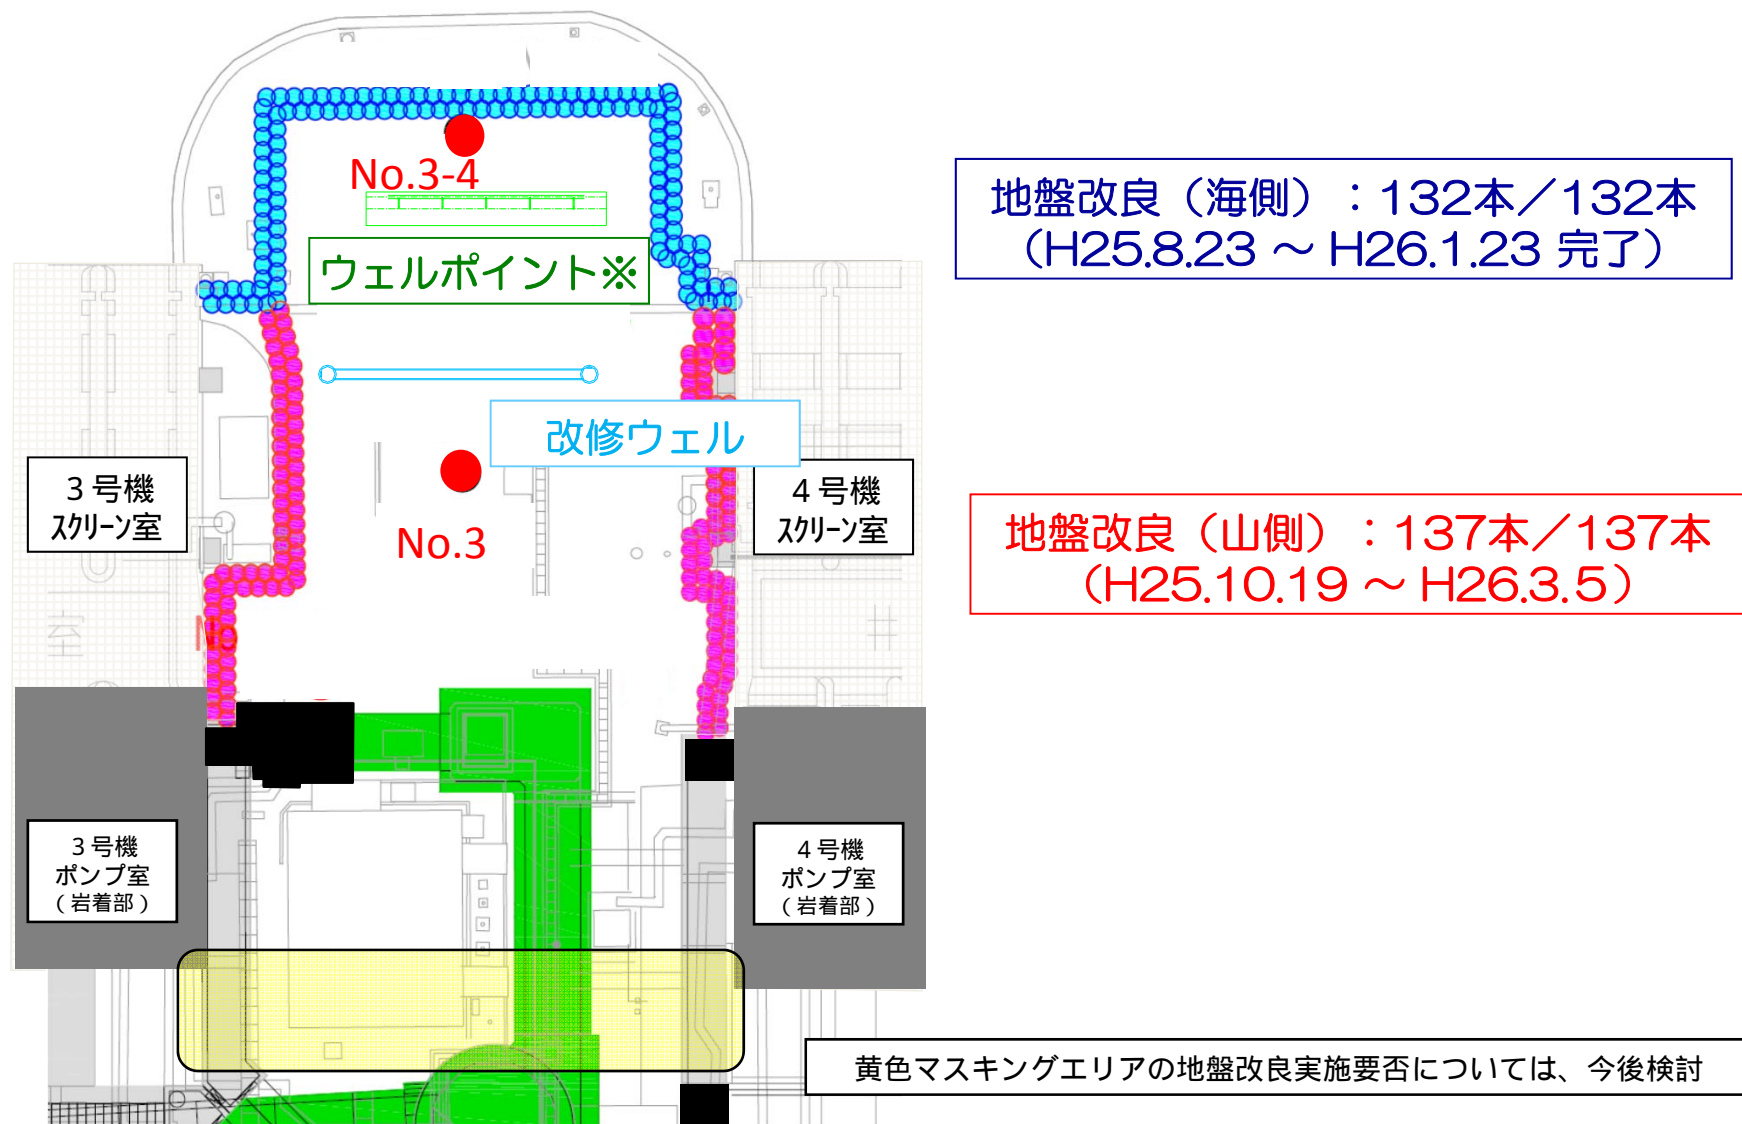 No.3-4
ウェルポイント※
改修ウェル
No.3
No
3号機
スクリーン室
4号機
スクリーン室
室
3号機
ポンプ室
(岩着部)
4号機
ポンプ室
(岩着部)
地盤改良(海側):132本/132本
(H25.8.23 ~ H26.1.23 完了)
地盤改良(山側):137本/137本
(H25.10.19 ~ H26.3.5)
黄色マスキングエリアの地盤改良実施要否については、今後検討